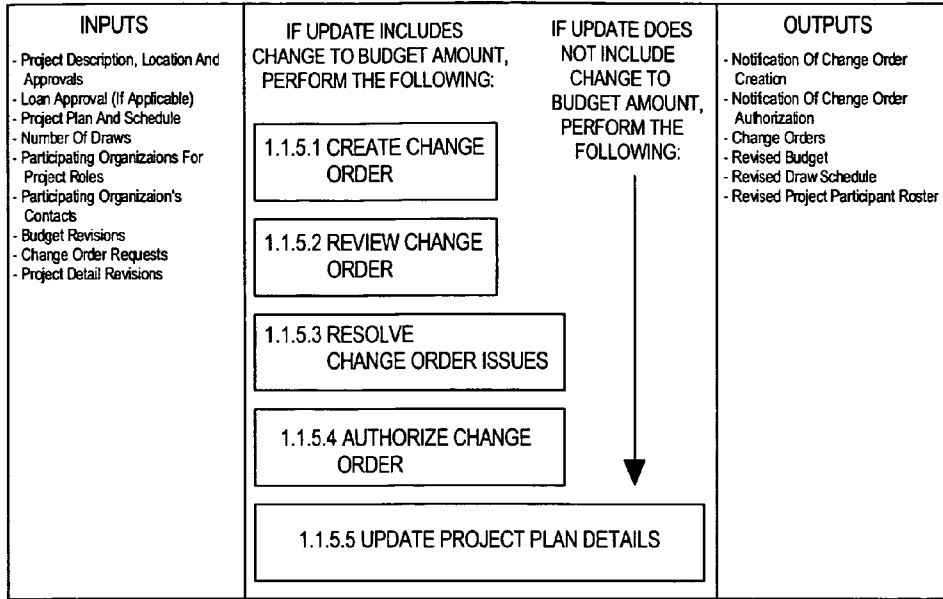 INPUTS
- Project Description, Location And
Approvals
- Loan Approval (If Applicable)
- Project Plan And Schedule
- Number Of Draws
- Participating Organizaions For
Project Roles
- Participating Organizaion's
Contacts
- Budget Revisions
- Change Order Requests
- Project Detail Revisions
IF UPDATE INCLUDES
CHANGE TO BUDGET AMOUNT,
PERFORM THE FOLLOWING:
1.1.5.1 CREATE CHANGE
ORDER
1.1.5.2 REVIEW CHANGE
ORDER
1.1.5.3 RESOLVE
CHANGE ORDER ISSUES
1.1.5.4 AUTHORIZE CHANGE
ORDER
1.1.5.5 UPDATE PROJECT PLAN DETAILS
IF UPDATE DOES
NOT INCLUDE
CHANGE TO
BUDGET AMOUNT,
PERFORM THE
FOLLOWING:
OUTPUTS
- Notification Of Change Order
Creation
- Notification Of Change Order
Authorization
- Change Orders
- Revised Budget
- Revised Draw Schedule
- Revised Project Participant Roster